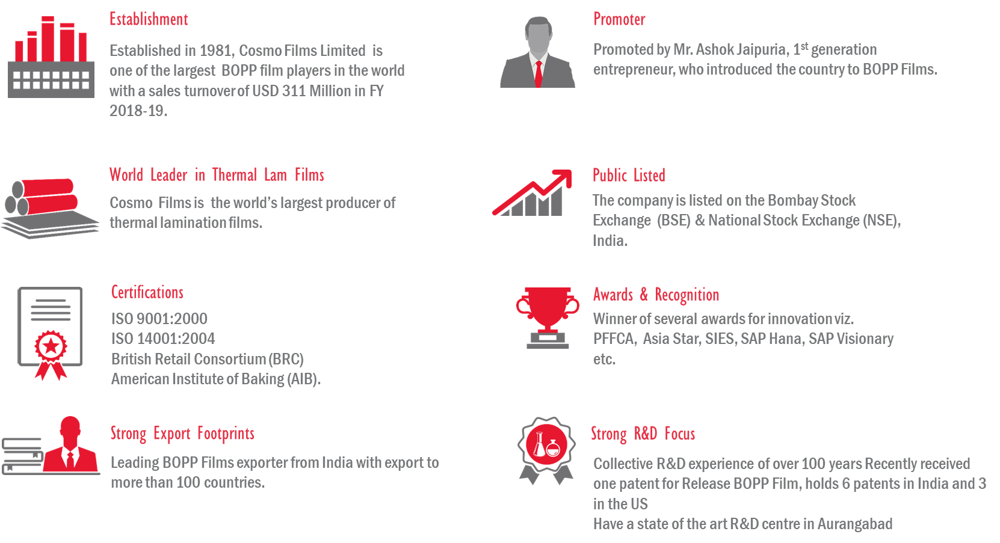 Establishment
Established in 1981, Cosmo Films Limited is
one of the largest BOPP film players in the world
with a sales turnover of USD 311 Million in FY
2018-19.
Promoter
Promoted by Mr. Ashok Jaipuria, 1st generation
entrepreneur, who introduced the country to BOPP Films.
World Leader in Thermal Lam Films
Cosmo Films is the world's largest producer of
thermal lamination films.
Public Listed
The company is listed on the Bombay Stock
Exchange (BSE) & National Stock Exchange (NSE),
India.
Certifications
ISO 9001:2000
ISO 14001:2004
British Retail Consortium (BRC)
American Institute of Baking (AIB).
Awards & Recognition
Winner of several awards for innovation viz.
PFFCA, Asia Star, SIES, SAP Hana, SAP Visionary
etc.
Strong Export Footprints
Leading BOPP Films exporter from India with export to
more than 100 countries.
Strong R&D Focus
Collective R&D experience of over 100 years Recently received
one patent for Release BOPP Film, holds 6 patents in India and 3
in the US
Have a state of the art R&D centre in Aurangabad